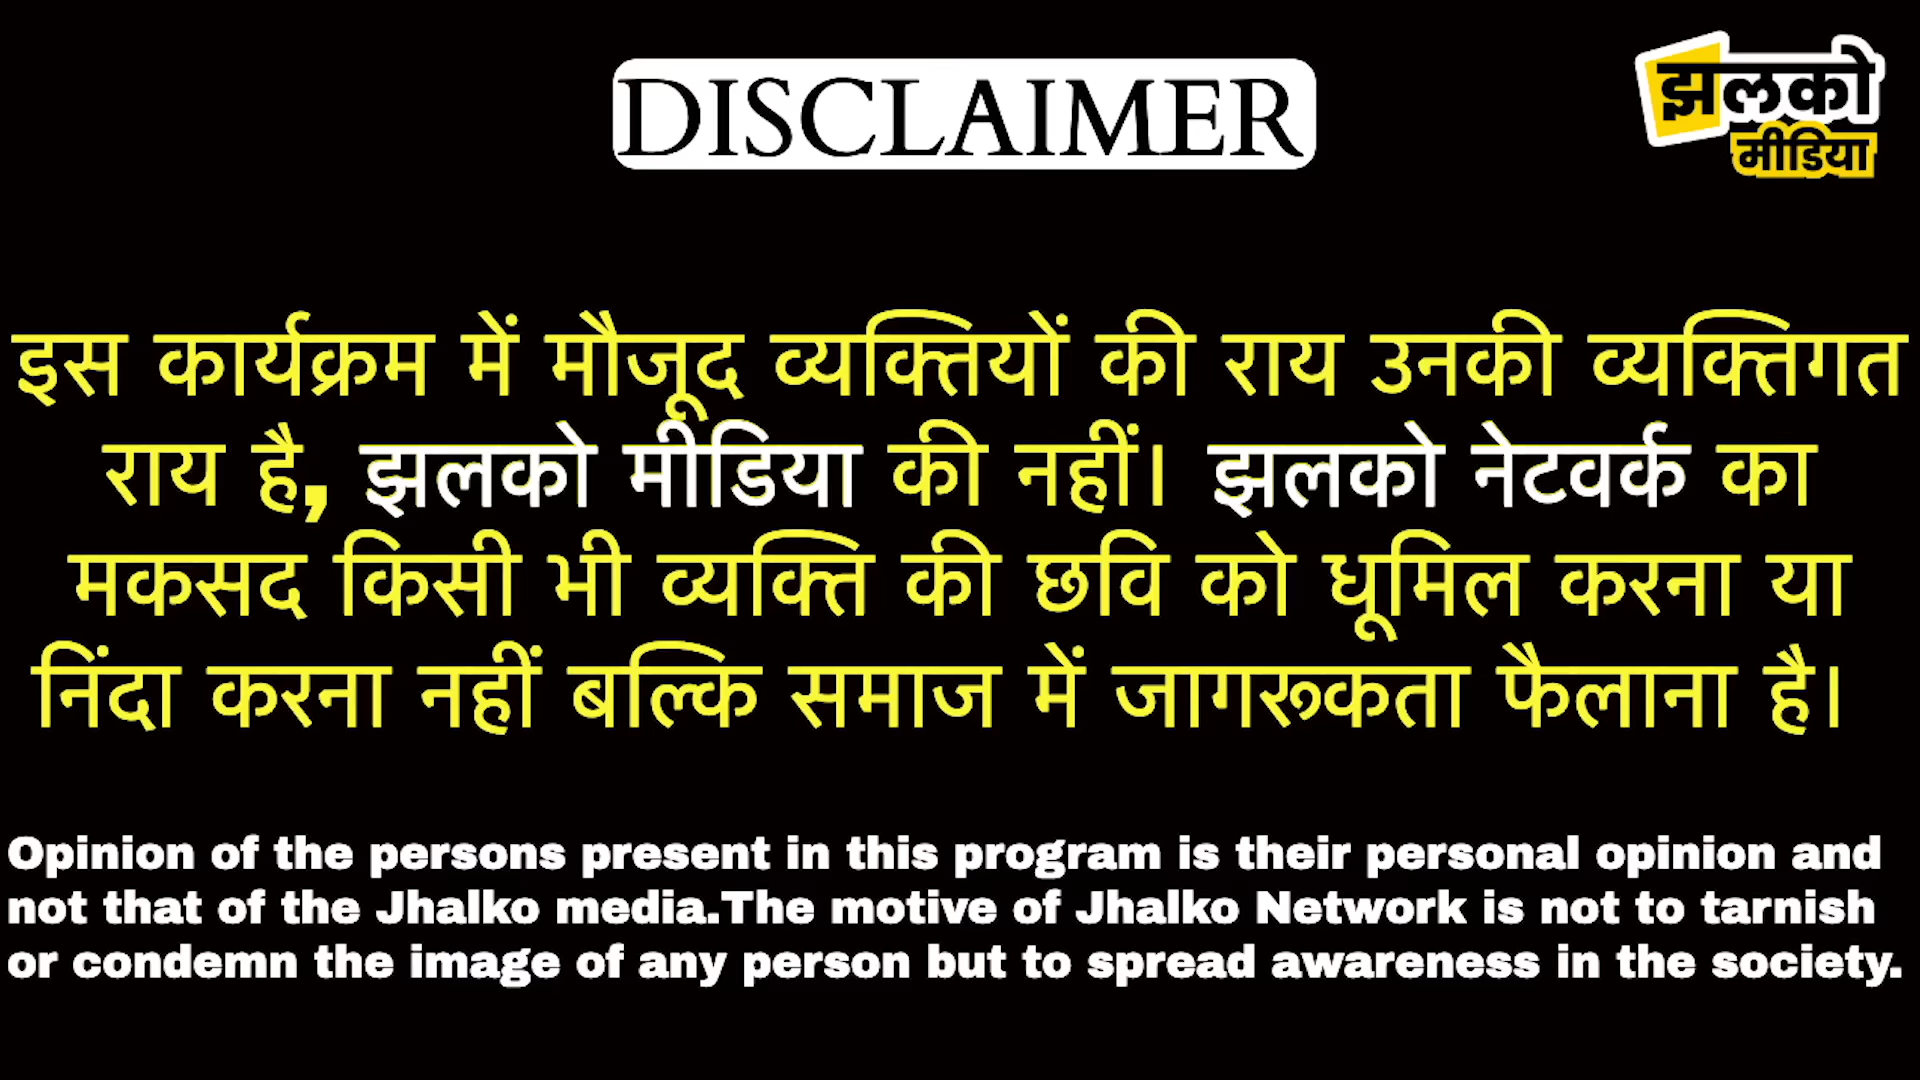 DISCLAIMER
झलको
मीडिया
इस कार्यक्रम में मौजूद व्यक्तियों की राय उनकी व्यक्तिगत
राय है, झलको मीडिया की नहीं। झलको नेटवर्क का
मकसद किसी भी व्यक्ति की छवि को धूमिल करना या
निंदा करना नहीं बल्कि समाज में जागरूकता फैलाना है।
Opinion of the persons present in this program is their personal opinion and
not that of the Jhalko media.The motive of Jhalko Network is not to tarnish
or condemn the image of any person but to spread awareness in the society.